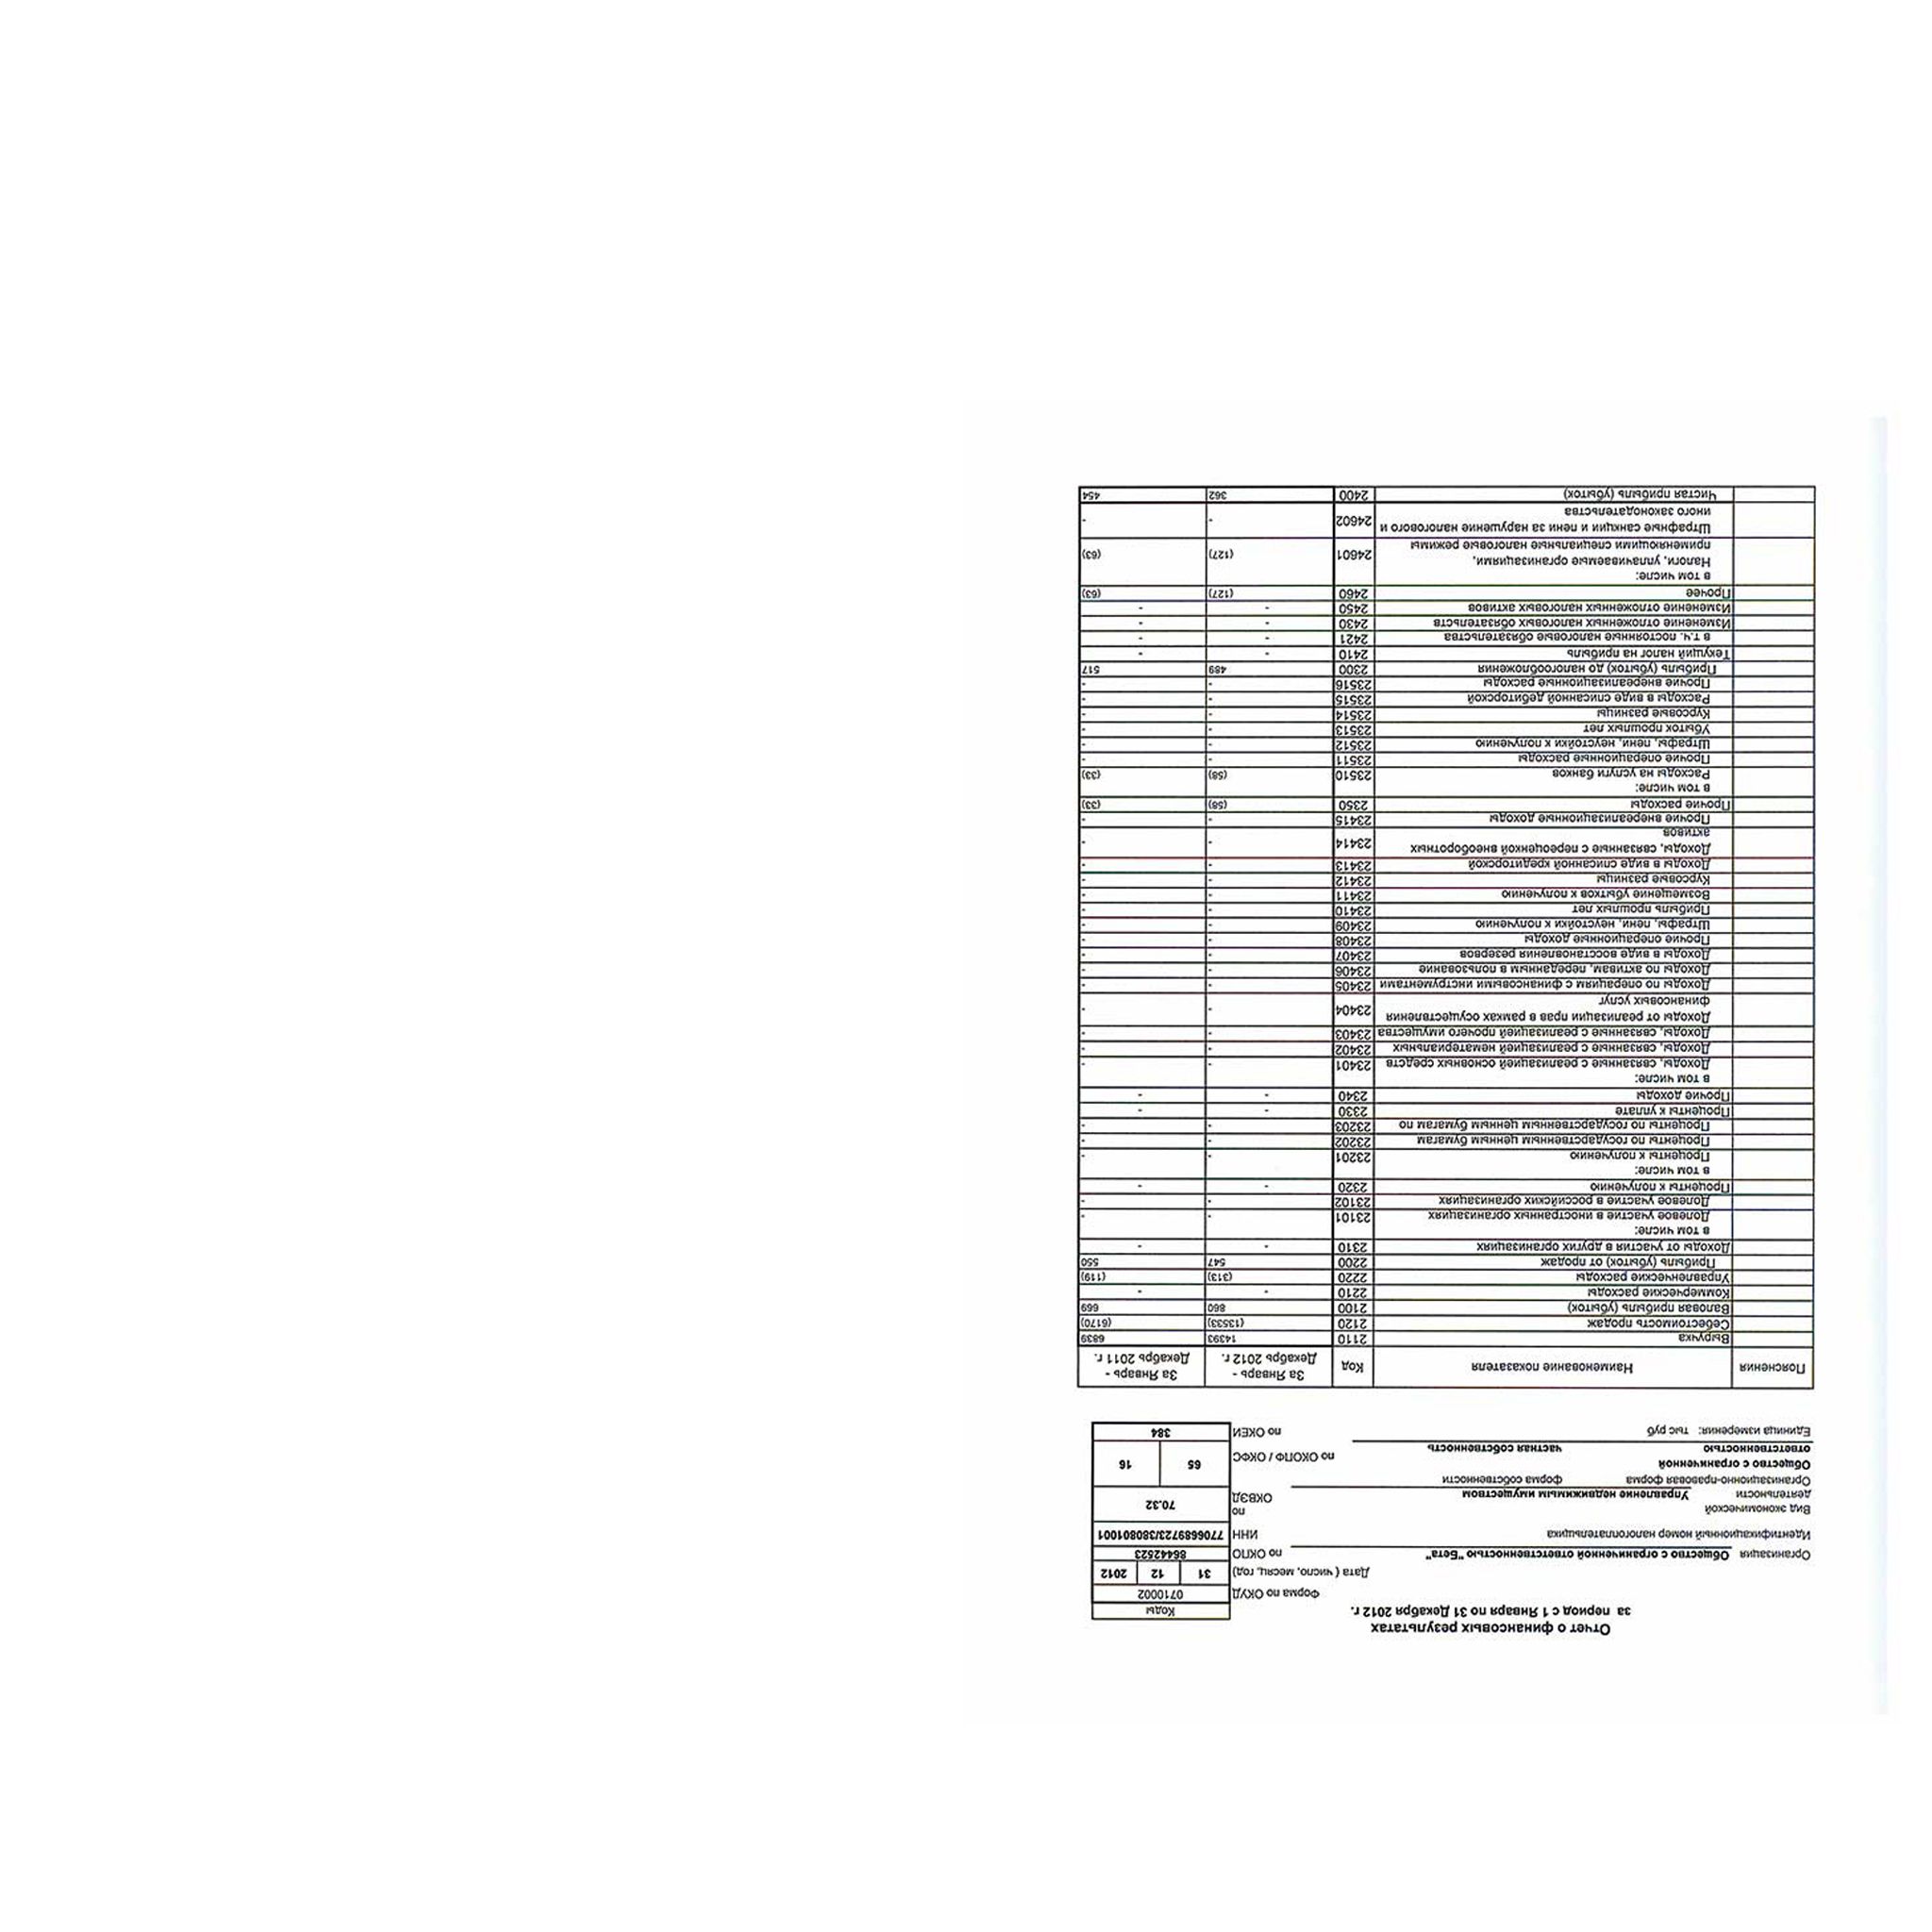 Отчет о финансовых результатах
за период с 1 Января по 31 Декабря 2012 г.
Коды
Форма по ОКУД 0710002
Дата ( число, месяц, год) 31 12 2012
Организация Общество с ограниченной ответственностью "Бета" по ОКПО 86442523
Идентификационный номер налогоплательщика ИНН 7706689723/380801001
Вид экономической
деятельности Управление недвижимым имуществом по ОКВЭД 70.32
Организационно-правовая форма форма собственности
Общество с ограниченной
ответственностью частная собственность по ОКОПФ / ОКФС 65 16
Единица измерения: тыс руб по ОКЕИ 384
Пояснения Наименование показателя Код За Январь - Декабрь 2012 г. За Январь - Декабрь 2011 г.
Выручка 2110 14393 6839
Себестоимость продаж 2120 (13533) (6170)
Валовая прибыль (убыток) 2100 860 669
Коммерческие расходы 2210 - -
Управленческие расходы 2220 (313) (119)
Прибыль (убыток) от продаж 2200 547 550
Доходы от участия в других организациях 2310 - -
в том числе:
Долевое участие в иностранных организациях 23101 - -
Долевое участие в российских организациях 23102 - -
Проценты к получению 2320 - -
в том числе:
Проценты к получению 23201 - -
Проценты по государственным ценным бумагам 23202 - -
Проценты по государственным ценным бумагам по 23203 - -
Проценты к уплате 2330 - -
Прочие доходы 2340 - -
в том числе:
Доходы, связанные с реализацией основных средств 23401 - -
Доходы, связанные с реализацией нематериальных 23402 - -
Доходы, связанные с реализацией прочего имущества 23403 - -
Доходы от реализации прав в рамках осуществления
финансовых услуг 23404 - -
Доходы по операциям с финансовыми инструментами 23405 - -
Доходы по активам, переданным в пользование 23406 - -
Доходы в виде восстановления резервов 23407 - -
Прочие операционные доходы 23408 - -
Штрафы, пени, неустойки к получению 23409 - -
Прибыль прошлых лет 23410 - -
Возмещение убытков к получению 23411 - -
Курсовые разницы 23412 - -
Доходы в виде списанной кредиторской 23413 - -
Доходы, связанные с переоценкой внеоборотных
активов 23414 - -
Прочие внереализационные доходы 23415 - -
Прочие расходы 2350 (58) (33)
в том числе:
Расходы на услуги банков 23510 (58) (33)
Прочие операционные расходы 23511 - -
Штрафы, пени, неустойки к получению 23512 - -
Убыток прошлых лет 23513 - -
Курсовые разницы 23514 - -
Расходы в виде списанной дебиторской 23515 - -
Прочие внереализационные расходы 23516 - -
Прибыль (убыток) до налогообложения 2300 489 517
Текущий налог на прибыль 2410 - -
в т.ч. постоянные налоговые обязательства 2421 - -
Изменение отложенных налоговых обязательств 2430 - -
Изменение отложенных налоговых активов 2450 - -
Прочее 2460 (127) (63)
в том числе:
Налоги, уплачиваемые организациями,
применяющими специальные налоговые режимы 24601 (127) (63)
Штрафные санкции и пени за нарушение налогового и
иного законодательства 24602 - -
Чистая прибыль (убыток) 2400 362 454